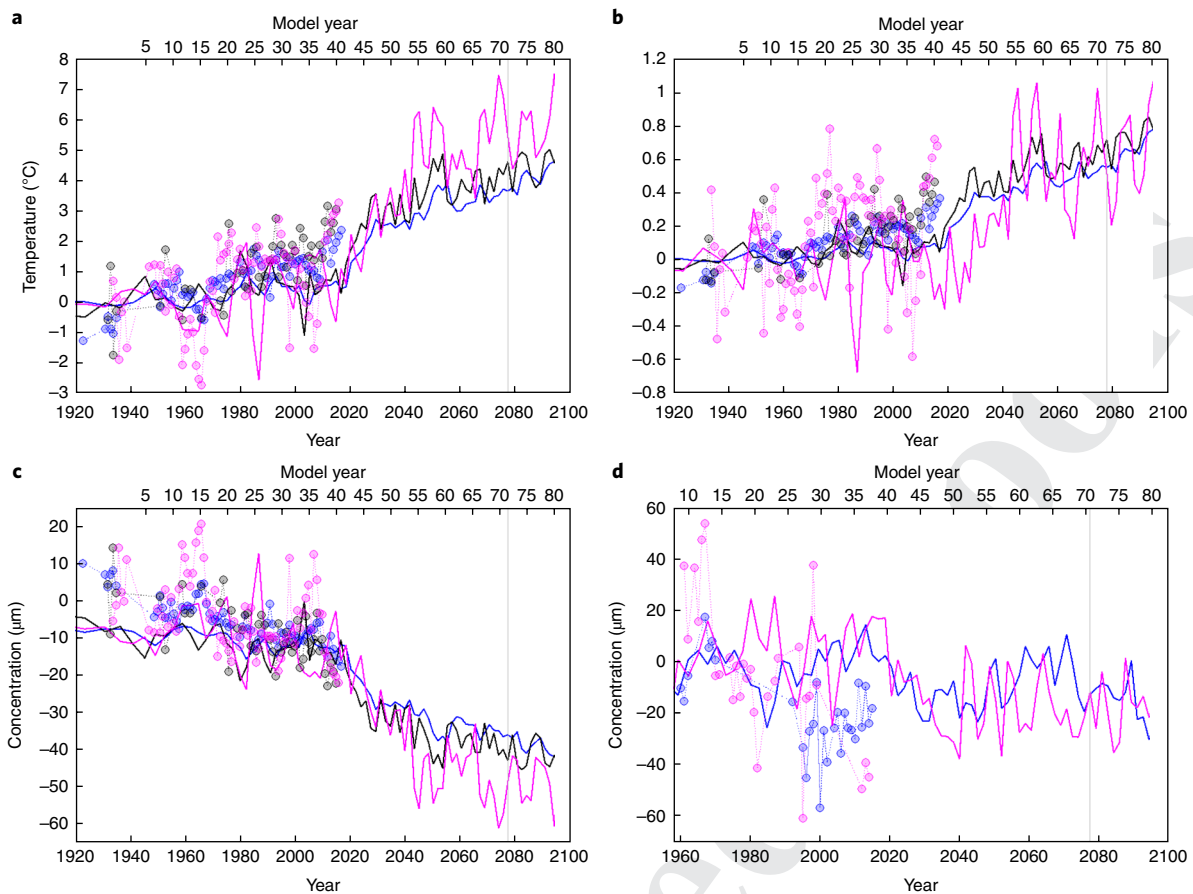 a
Model year
5 10 15 20 25 30 35 40 45 50 55 60 65 70 75 80
8
7
6
5
4
3
2
1
0
–1
–2
–3
Temperature (°C)
1920 1940 1960 1980 2000 2020 2040 2060 2080 2100
Year
b
Model year
5 10 15 20 25 30 35 40 45 50 55 60 65 70 75 80
1.2
1.0
0.8
0.6
0.4
0.2
0
–0.2
–0.4
–0.6
–0.8
1920 1940 1960 1980 2000 2020 2040 2060 2080 2100
Year
c
Model year
5 10 15 20 25 30 35 40 45 50 55 60 65 70 75 80
20
10
0
–10
–20
–30
–40
–50
–60
Concentration (μm)
1920 1940 1960 1980 2000 2020 2040 2060 2080 2100
Year
d
Model year
10 15 20 25 30 35 40 45 50 55 60 65 70 75 80
60
40
20
0
–20
–40
–60
Concentration (μm)
1960 1980 2000 2020 2040 2060 2080 2100
Year